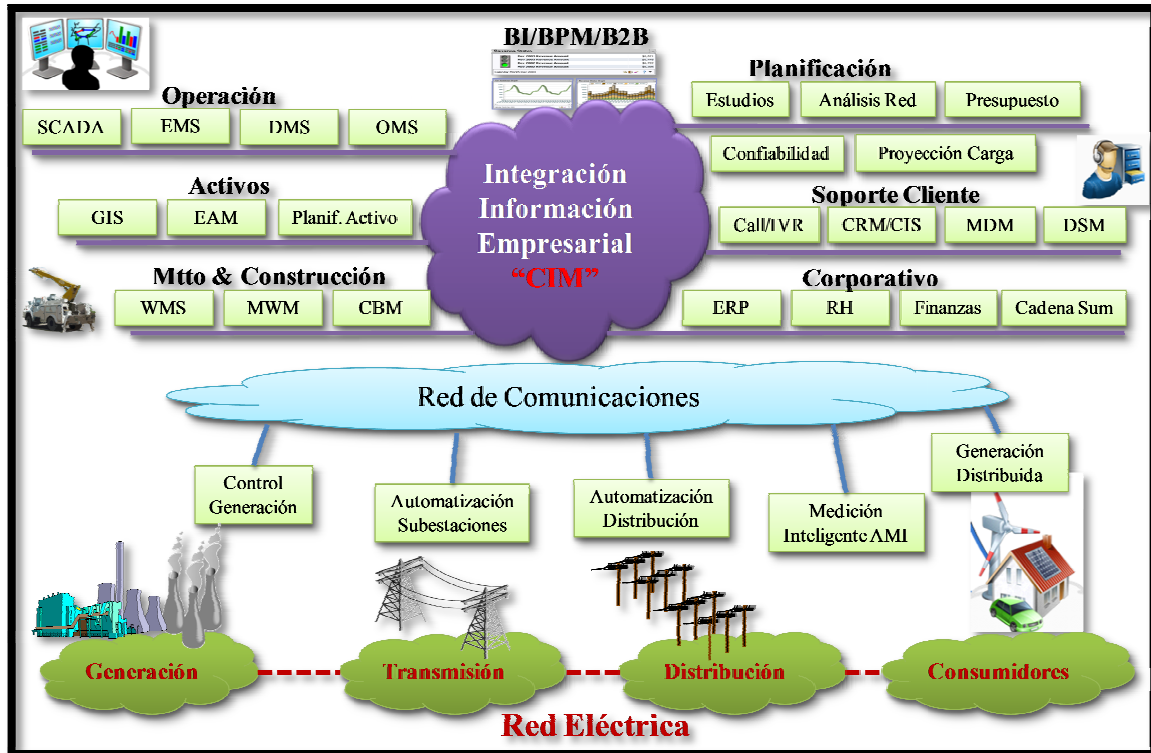 BI/BPM/B2B
Operación
SCADA
EMS
DMS
OMS
Activos
GIS
EAM
Planif. Activo
Mtto & Construcción
WMS
MWM
CBM
Integración
Información
Empresarial
“CIM”
Planificación
Estudios
Análisis Red
Presupuesto
Confiabilidad
Proyección Carga
Soporte Cliente
Call/IVR
CRM/CIS
MDM
DSM
Corporativo
ERP
RH
Finanzas
Cadena Sum
Red de Comunicaciones
Control
Generación
Automatización
Subestaciones
Automatización
Distribución
Medición
Inteligente AMI
Generación
Distribuida
Generación
Transmisión
Distribución
Consumidores
Red Eléctrica